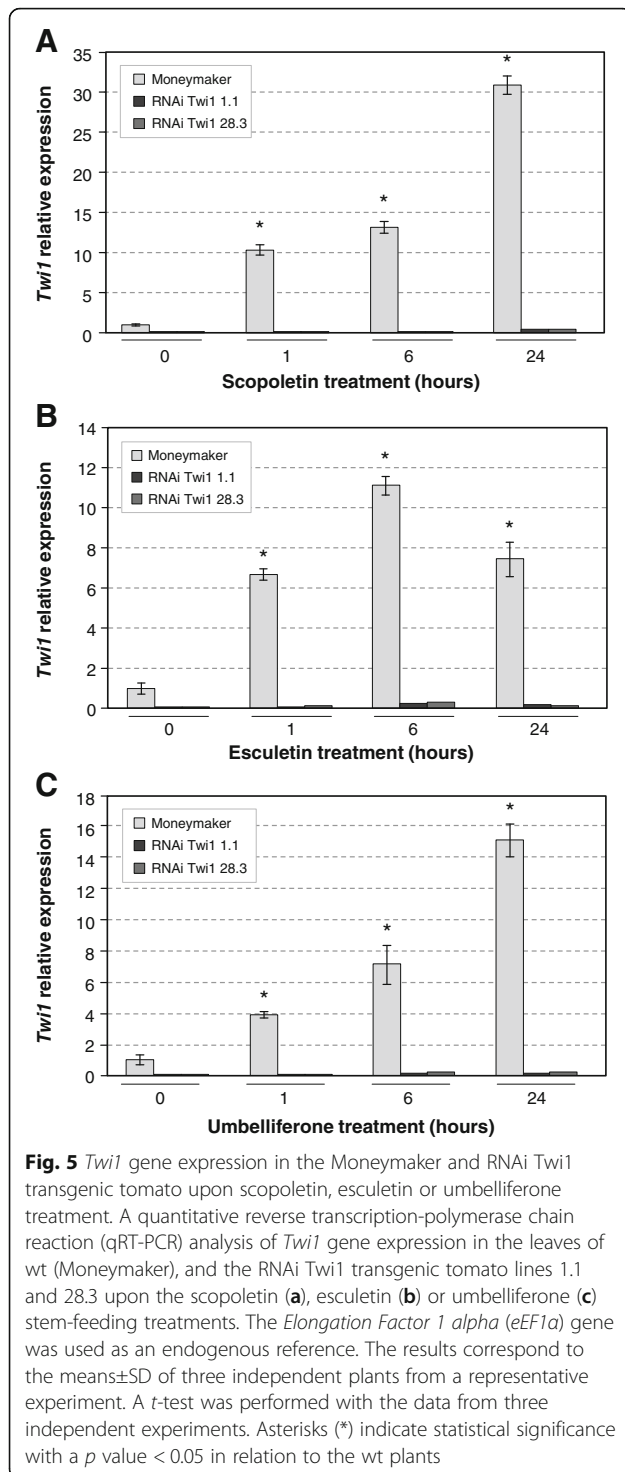 A
Twi1 relative expression
35
30
25
20
15
10
5
0
Moneymaker
RNAi Twi1 1.1
RNAi Twi1 28.3
*
*
*
0 1 6 24
Scopoletin treatment (hours)
B
Twi1 relative expression
14
12
10
8
6
4
2
0
Moneymaker
RNAi Twi1 1.1
RNAi Twi1 28.3
*
*
*
0 1 6 24
Esculetin treatment (hours)
C
Twi1 relative expression
18
16
14
12
10
8
6
4
2
0
Moneymaker
RNAi Twi1 1.1
RNAi Twi1 28.3
*
*
*
0 1 6 24
Umbelliferone treatment (hours)
Fig. 5 Twi1 gene expression in the Moneymaker and RNAi Twi1
transgenic tomato upon scopoletin, esculetin or umbelliferone
treatment. A quantitative reverse transcription-polymerase chain
reaction (qRT-PCR) analysis of Twi1 gene expression in the leaves of
wt (Moneymaker), and the RNAi Twi1 transgenic tomato lines 1.1
and 28.3 upon the scopoletin (a), esculetin (b) or umbelliferone (c)
stem-feeding treatments. The Elongation Factor 1 alpha (eEF1α) gene
was used as an endogenous reference. The results correspond to
the means±SD of three independent plants from a representative
experiment. A t-test was performed with the data from three
independent experiments. Asterisks (*) indicate statistical significance
with a p value < 0.05 in relation to the wt plants